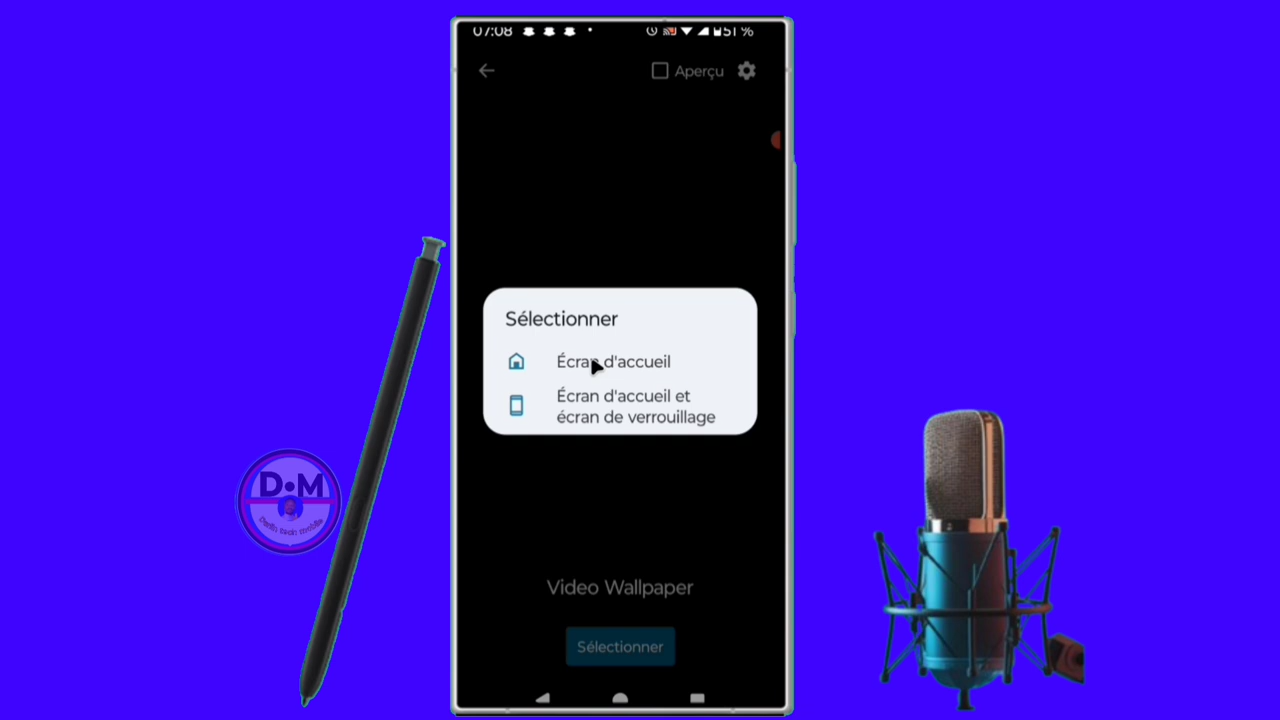 07:08
51 %
Aperçu
Sélectionner
Écran d'accueil
Écran d'accueil et
écran de verrouillage
D•M
Video Wallpaper
Sélectionner